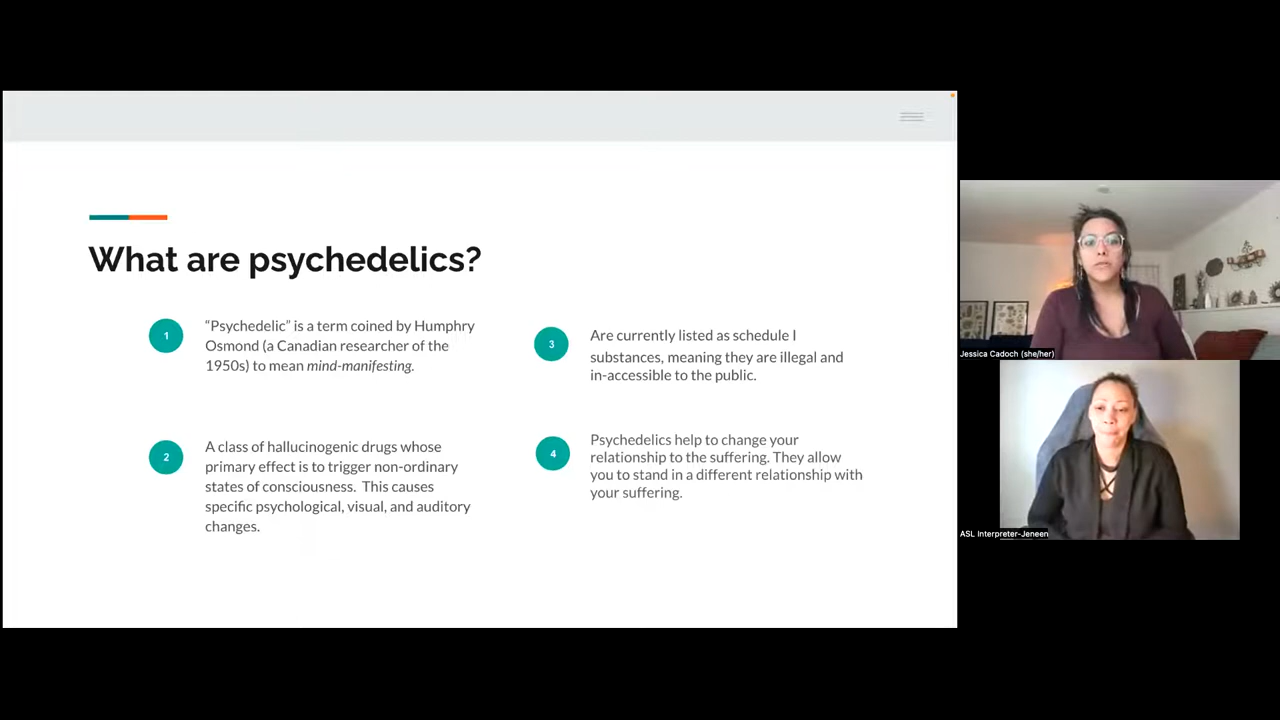 What are psychedelics?
1
“Psychedelic” is a term coined by Humphry
Osmond (a Canadian researcher of the
1950s) to mean mind-manifesting.
2
A class of hallucinogenic drugs whose
primary effect is to trigger non-ordinary
states of consciousness.  This causes
specific psychological, visual, and auditory
changes.
3
Are currently listed as schedule I
substances, meaning they are illegal and
in-accessible to the public.
4
Psychedelics help to change your
relationship to the suffering. They allow
you to stand in a different relationship with
your suffering.
Jessica Cadoch (she/her)
ASL Interpreter-Jeneen